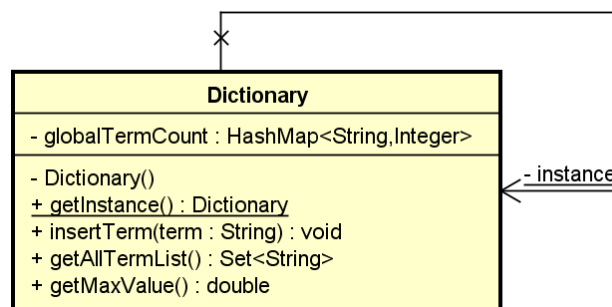 Dictionary
- globalTermCount : HashMap<String,Integer>
- Dictionary()
+ getInstance() : Dictionary
- instance
+ insertTerm(term : String) : void
+ getAllTermList() : Set<String>
+ getMaxValue() : double